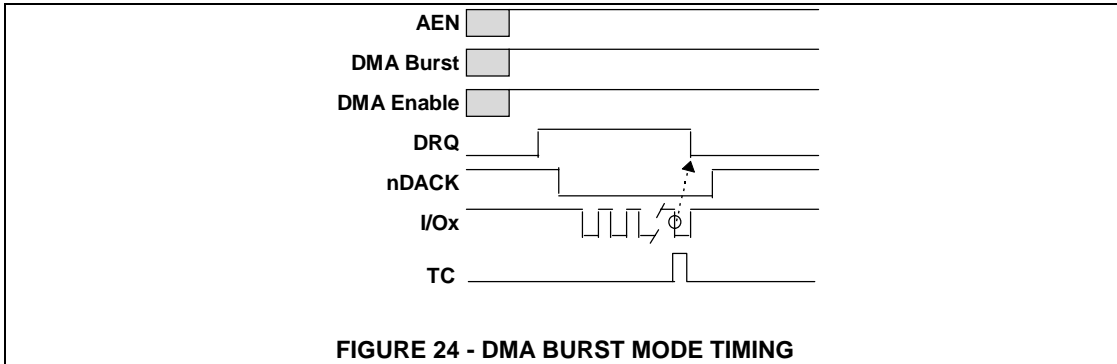 AEN
DMA Burst
DMA Enable
DRQ
nDACK
I/Ox
TC
FIGURE 24 - DMA BURST MODE TIMING